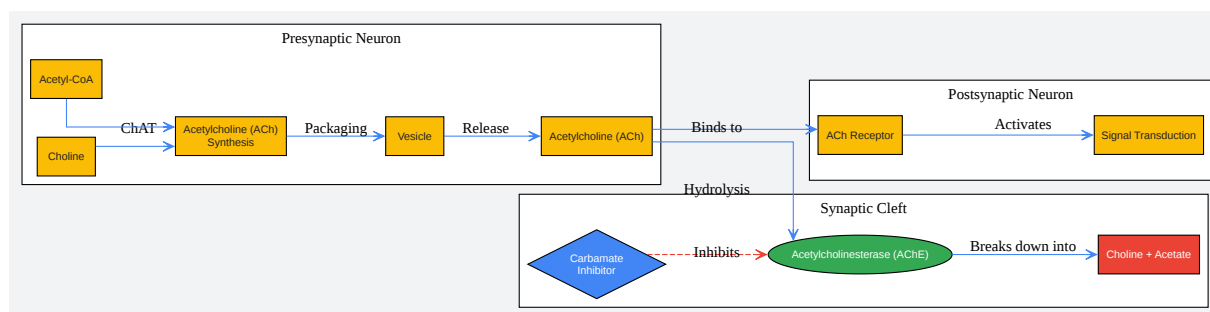 Presynaptic Neuron
Acetyl-CoA
Choline
ChAT
Acetylcholine (ACh)
Synthesis
Packaging
Vesicle
Release
Acetylcholine (ACh)
Binds to
Hydrolysis
Postsynaptic Neuron
ACh Receptor
Activates
Signal Transduction
Synaptic Cleft
Carbamate
Inhibitor
Inhibits
Acetylcholinesterase (AChE)
Breaks down into
Choline + Acetate